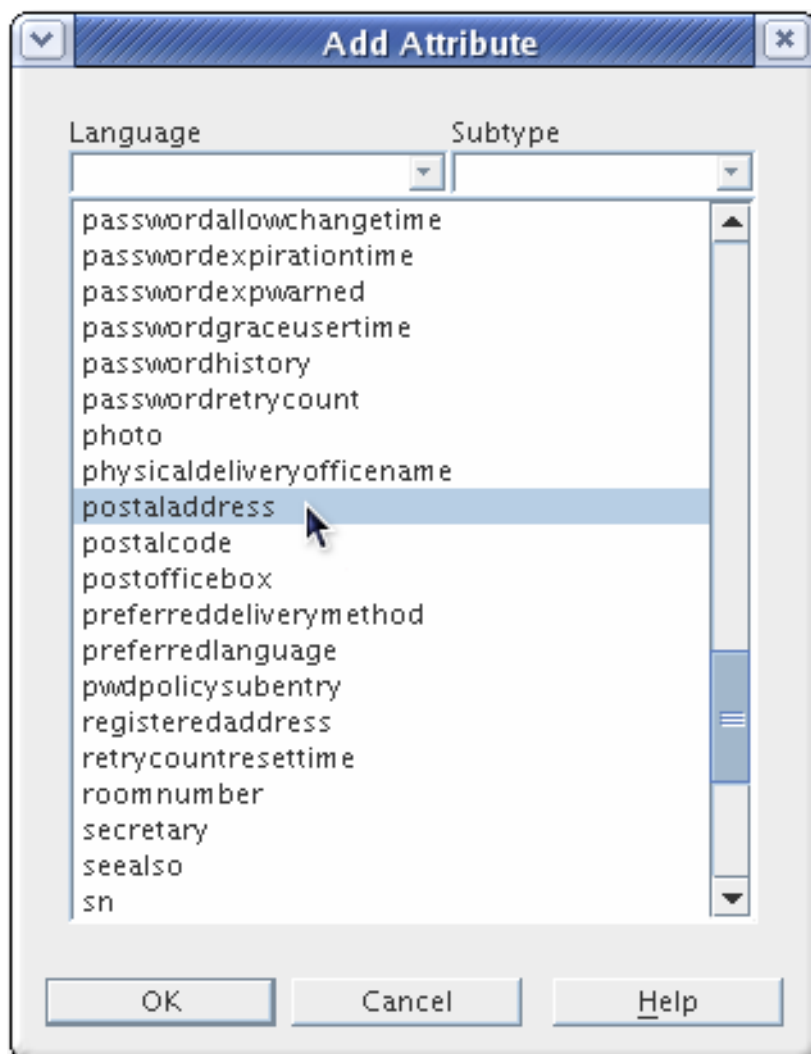 Add Attribute
Language Subtype
passwordallowchangetime
passwordexpirationtime
passwordexpwarned
passwordgraceusertime
passwordhistory
passwordretrycount
photo
physicaldeliveryofficename
postaladdress
postalcode
postofficebox
preferreddeliverymethod
preferredlanguage
pwdpolicysubentry
registeredaddress
retrycountresettime
roomnumber
secretary
seealso
sn
OK Cancel Help